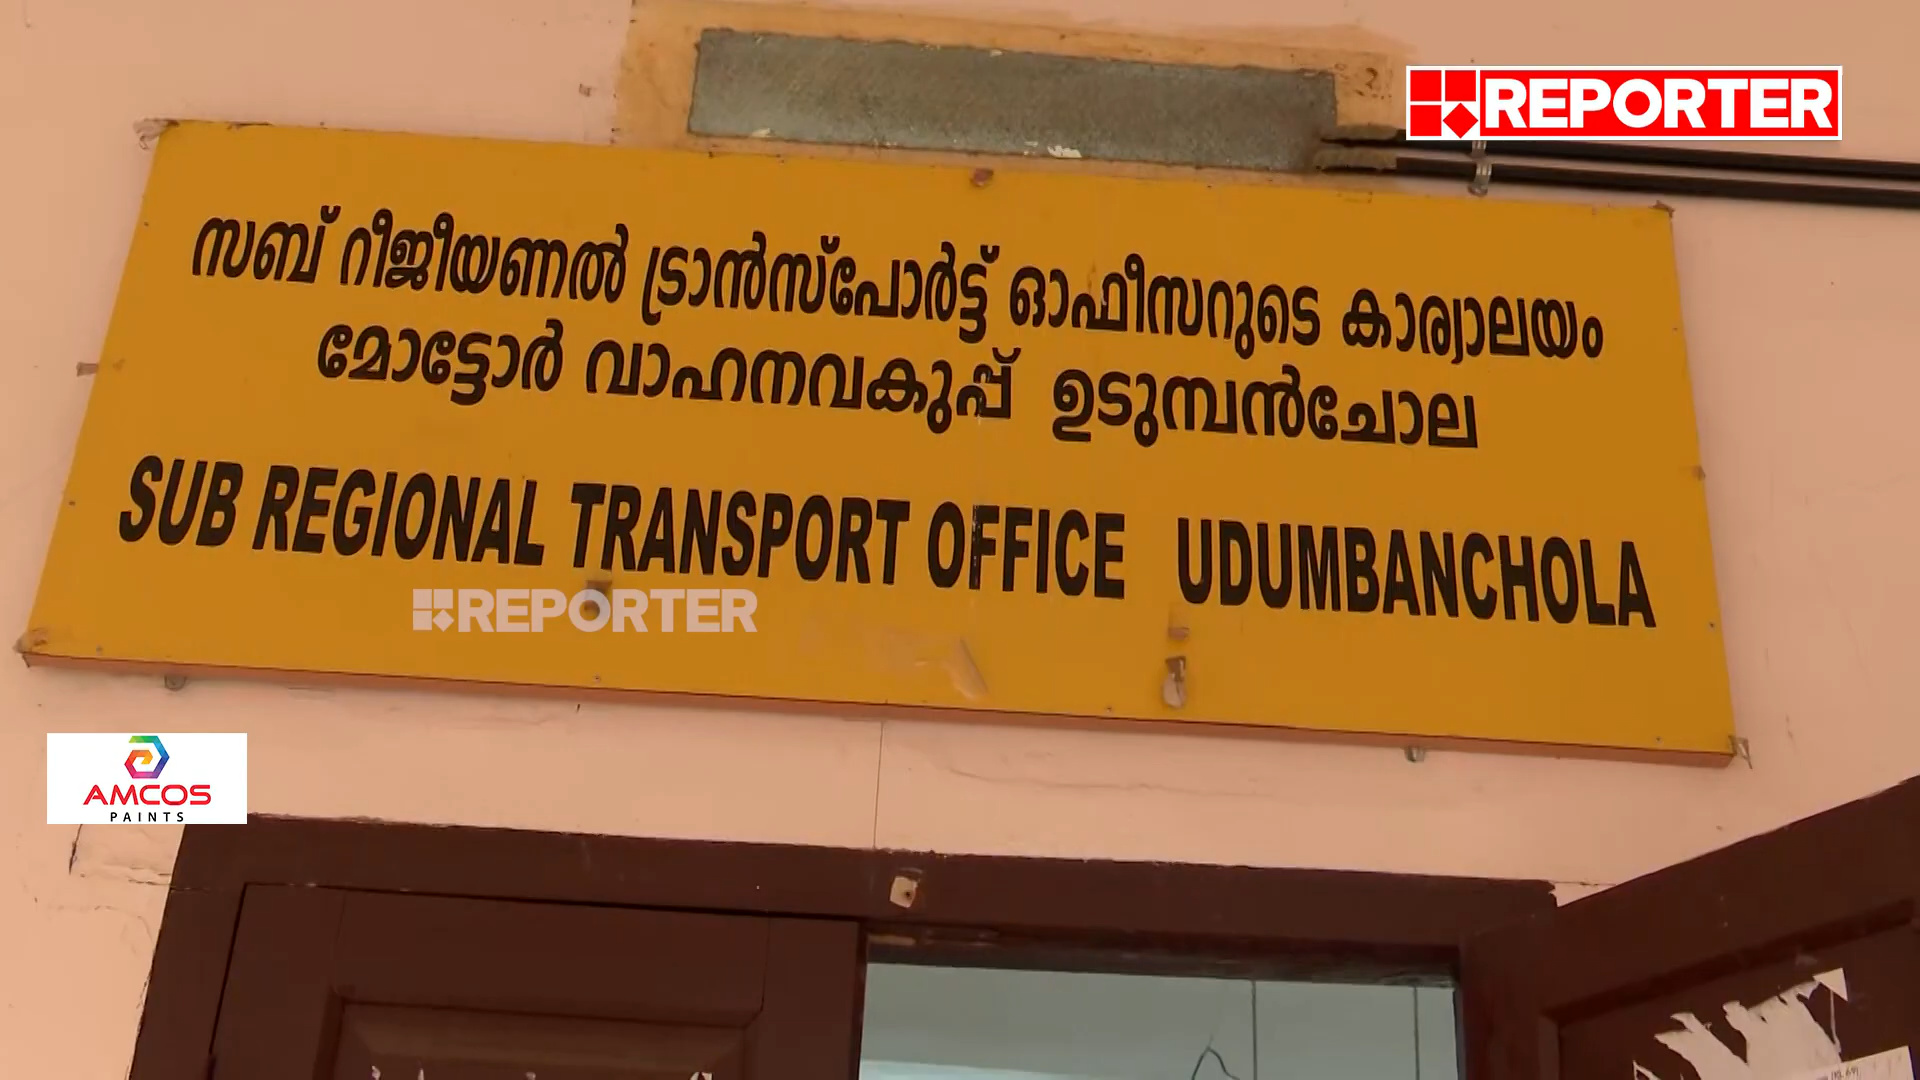 REPORTER
സബ് റീജീയണൽ ട്രാൻസ്പോർട്ട് ഓഫീസറുടെ കാര്യാലയം
മോട്ടോർ വാഹനവകുപ്പ് ഉടുമ്പൻചോല
SUB REGIONAL TRANSPORT OFFICE UDUMBANCHOLA
REPORTER
AMCOS
PAINTS